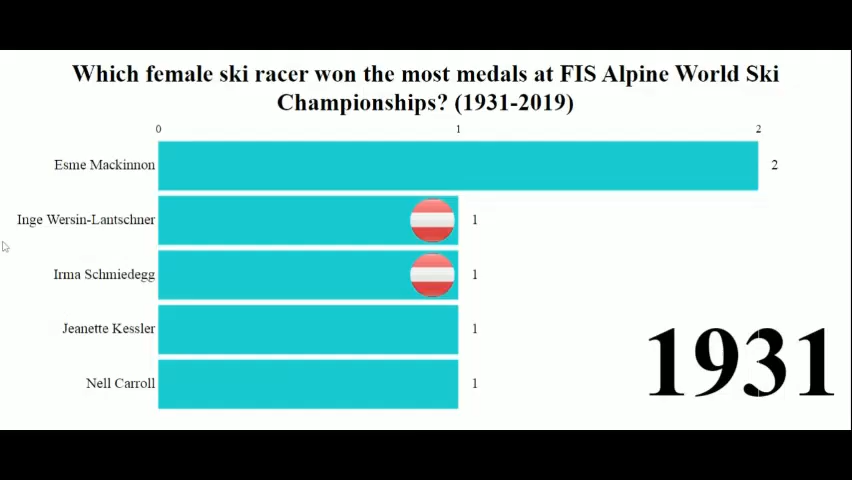 Which female ski racer won the most medals at FIS Alpine World Ski
Championships? (1931-2019)
0 1 2
Esme Mackinnon 2
Inge Wersin-Lantschner 1
Irma Schmiedegg 1
Jeanette Kessler 1
Nell Carroll 1
1931